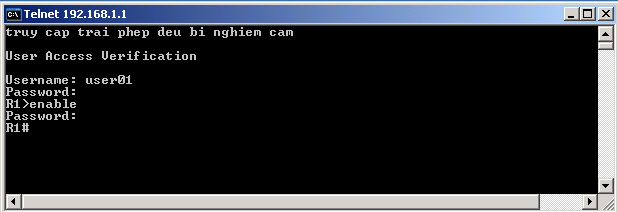 Telnet 192.168.1.1
truy cap trai phep deu bi nghiem cam
User Access Verification
Username: user01
Password:
R1>enable
Password:
R1#